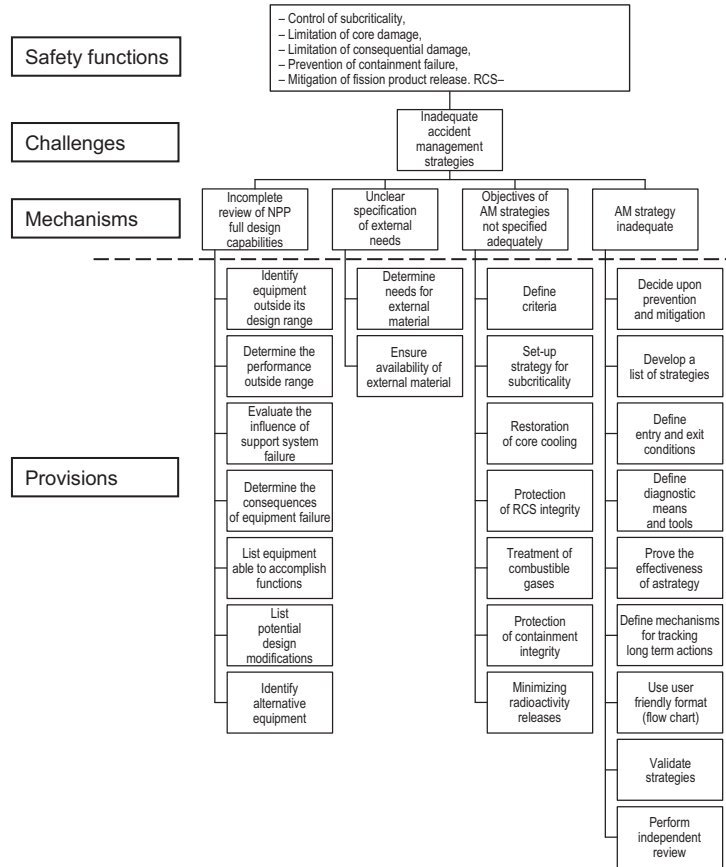 Safety functions
– Control of subcriticality,
– Limitation of core damage,
– Limitation of consequential damage,
– Prevention of containment failure,
– Mitigation of fission product release. RCS–
Challenges
Inadequate
accident
management
strategies
Mechanisms
Incomplete
review of NPP
full design
capabilities
Unclear
specification
of external
needs
Objectives of
AM strategies
not specified
adequately
AM strategy
inadequate
Provisions
Identify
equipment
outside its
design range
Determine the
performance
outside range
Evaluate the
influence of
support system
failure
Determine the
consequences
of equipment failure
List equipment
able to accomplish
functions
List
potential
design
modifications
Identify
alternative
equipment
Determine
needs for
external
material
Ensure
availability of
external material
Define
criteria
Set-up
strategy for
subcriticality
Restoration
of core cooling
Protection
of RCS integrity
Treatment of
combustible
gases
Protection
of containment
integrity
Minimizing
radioactivity
releases
Decide upon
prevention
and mitigation
Develop a
list of strategies
Define
entry and exit
conditions
Define
diagnostic
means
and tools
Prove the
effectiveness
of astrategy
Define mechanisms
for tracking
long term actions
Use user
friendly format
(flow chart)
Validate
strategies
Perform
independent
review